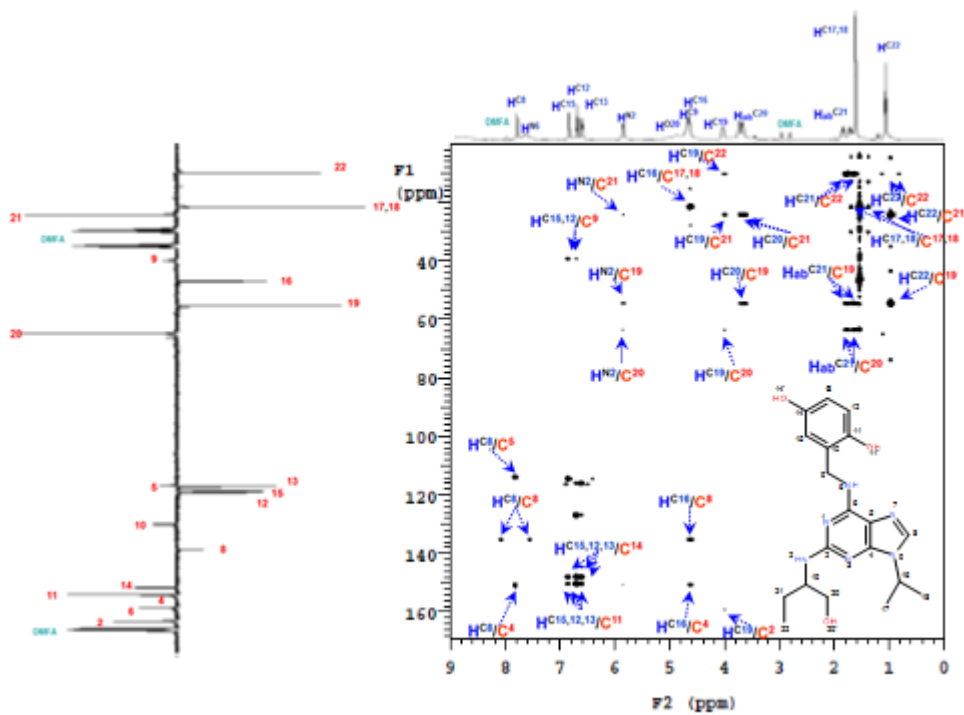 H^C17,18
H^C22
H^C12
H^C8
H^C15
H^C13
H^C16
DMFA
H^N6
H^N2
H^O20
H^C9
H^C19
Hab^C20
DMFA
Hab^C21
22
17,18
21
DMFA
9
16
19
20
5
13
15
12
10
8
14
11
4
6
2
DMFA
F1
(ppm)
40
60
80
100
120
140
160
H^C19/C^22
H^C16/C^17,18
H^N2/C^21
H^C15,12/C^9
H^C21/C^22
H^C22/C^22
H^C22/C^21
H^C19/C^21
H^C20/C^21
H^C17,18/C^17,18
H^N2/C^19
H^C20/C^19
Hab^C21/C^19
H^C22/C^19
H^N2/C^20
H^C19/C^20
Hab^C21/C^20
H^C8/C^5
H^C8/C^8
H^C16/C^8
H^C15,12,13/C^14
H^C8/C^4
H^C15,12,13/C^11
H^C16/C^4
H^C19/C^2
9 8 7 6 5 4 3 2 1 0
F2 (ppm)